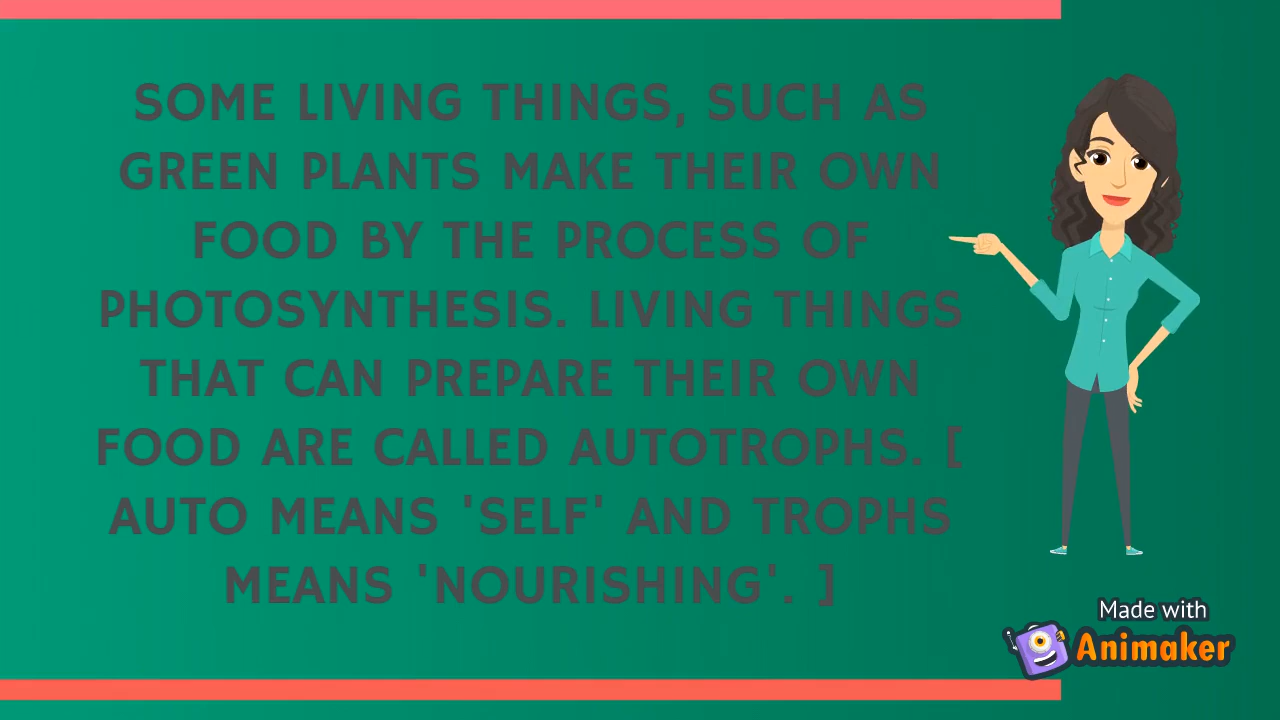 SOME LIVING THINGS, SUCH AS
GREEN PLANTS MAKE THEIR OWN
FOOD BY THE PROCESS OF
PHOTOSYNTHESIS. LIVING THINGS
THAT CAN PREPARE THEIR OWN
FOOD ARE CALLED AUTOTROPHS. [
AUTO MEANS 'SELF' AND TROPHS
MEANS 'NOURISHING'. ]
Made with
Animaker